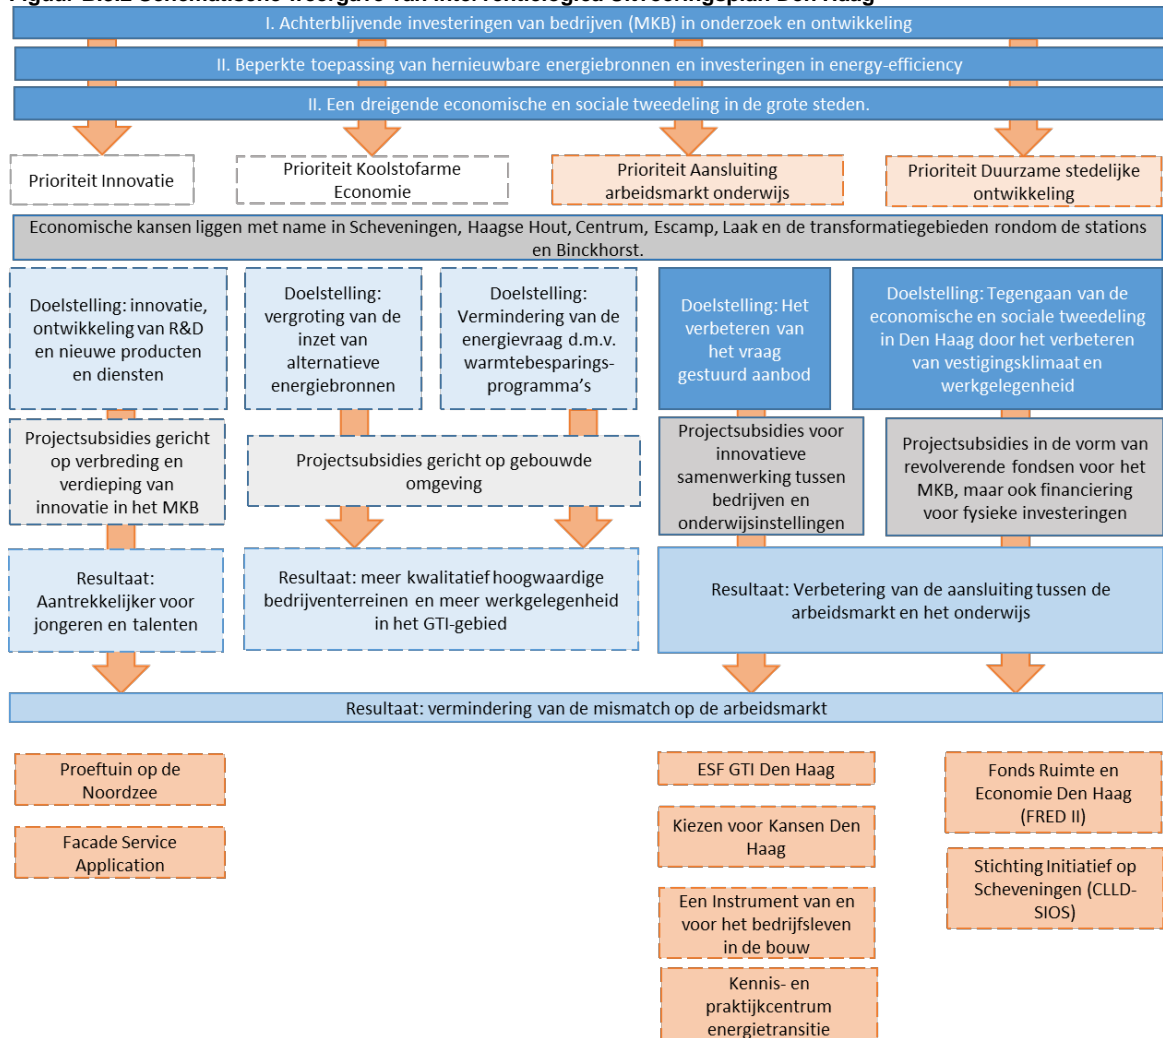 I. Achterblijvende investeringen van bedrijven (MKB) in onderzoek en ontwikkeling
II. Beperkte toepassing van hernieuwbare energiebronnen en investeringen in energy-efficiency
II. Een dreigende economische en sociale tweedeling in de grote steden.
Prioriteit Innovatie
Prioriteit Koolstofarme
Economie
Prioriteit Aansluiting
arbeidsmarkt onderwijs
Prioriteit Duurzame stedelijke
ontwikkeling
Economische kansen liggen met name in Scheveningen, Haagse Hout, Centrum, Escamp, Laak en de transformatiegebieden rondom de stations
en Binckhorst.
Doelstelling: innovatie,
ontwikkeling van R&D
en nieuwe producten
en diensten
Doelstelling:
vergroting van de
inzet van
alternatieve
energiebronnen
Doelstelling:
Vermindering van de
energievraag d.m.v.
warmtebesparings-
programma's
Doelstelling: Het
verbeteren van
het vraag
gestuurd aanbod
Doelstelling: Tegengaan van de
economische en sociale tweedeling
in Den Haag door het verbeteren
van vestigingsklimaat en
werkgelegenheid
Projectsubsidies gericht
op verbreding en
verdieping van
innovatie in het MKB
Projectsubsidies gericht op gebouwde
omgeving
Projectsubsidies voor
innovatieve
samenwerking tussen
bedrijven en
onderwijsinstellingen
Projectsubsidies in de vorm van
revolverende fondsen voor het
MKB, maar ook financiering
voor fysieke investeringen
Resultaat:
Aantrekkelijker voor
jongeren en talenten
Resultaat: meer kwalitatief hoogwaardige
bedrijventerreinen en meer werkgelegenheid
in het GTI-gebied
Resultaat: Verbetering van de aansluiting tussen de
arbeidsmarkt en het onderwijs
Resultaat: vermindering van de mismatch op de arbeidsmarkt
Proeftuin op de
Noordzee
Facade Service
Application
ESF GTI Den Haag
Kiezen voor Kansen Den
Haag
Een Instrument van en
voor het bedrijfsleven
in de bouw
Kennis- en
praktijkcentrum
energietransitie
Fonds Ruimte en
Economie Den Haag
(FRED II)
Stichting Initiatief op
Scheveningen (CLLD-
SIOS)